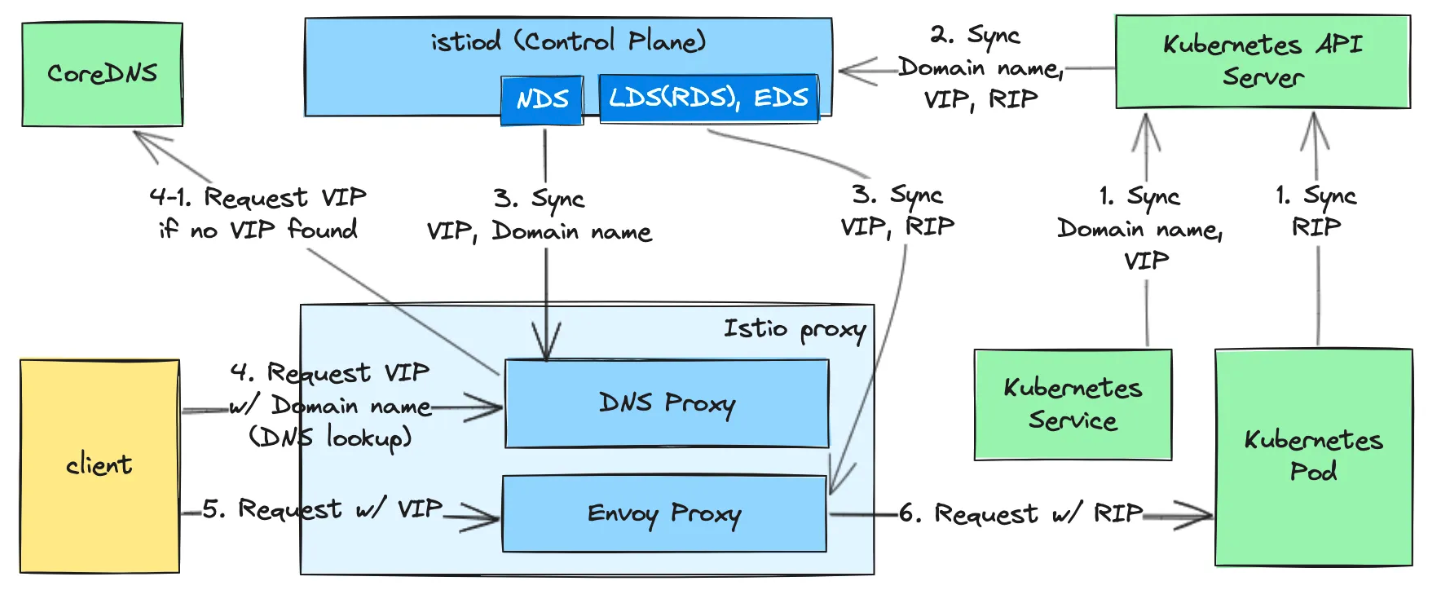 CoreDNS
istiod (Control Plane)
NDS
LDS(RDS), EDS
2. Sync
Domain name,
VIP, RIP
Kubernetes API
Server
4-1. Request VIP
if no VIP found
3. Sync
VIP, Domain name
3. Sync
VIP, RIP
1. Sync
Domain name,
VIP
1. Sync
RIP
Istio proxy
client
4. Request VIP
w/ Domain name
(DNS lookup)
DNS Proxy
5. Request w/ VIP
Envoy Proxy
6. Request w/ RIP
Kubernetes
Service
Kubernetes
Pod